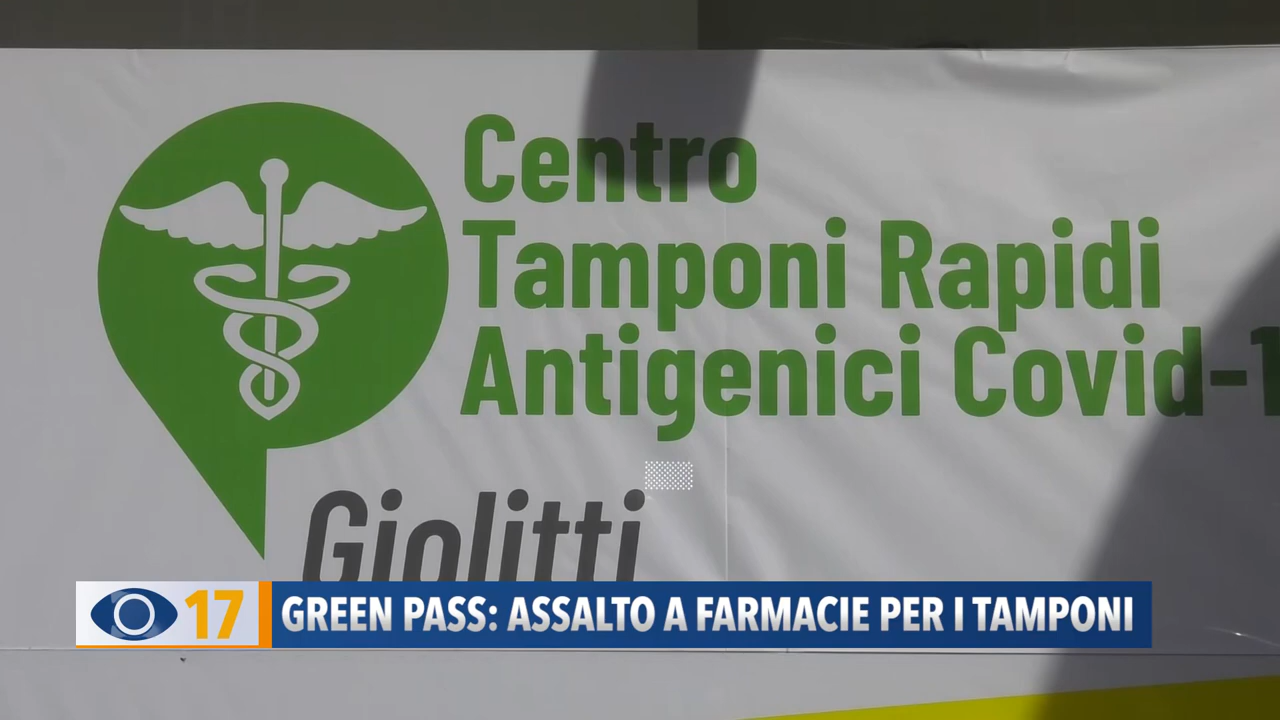 Centro
Tamponi Rapidi
Antigenici Covid-1
Giolitti
17 GREEN PASS: ASSALTO A FARMACIE PER I TAMPONI